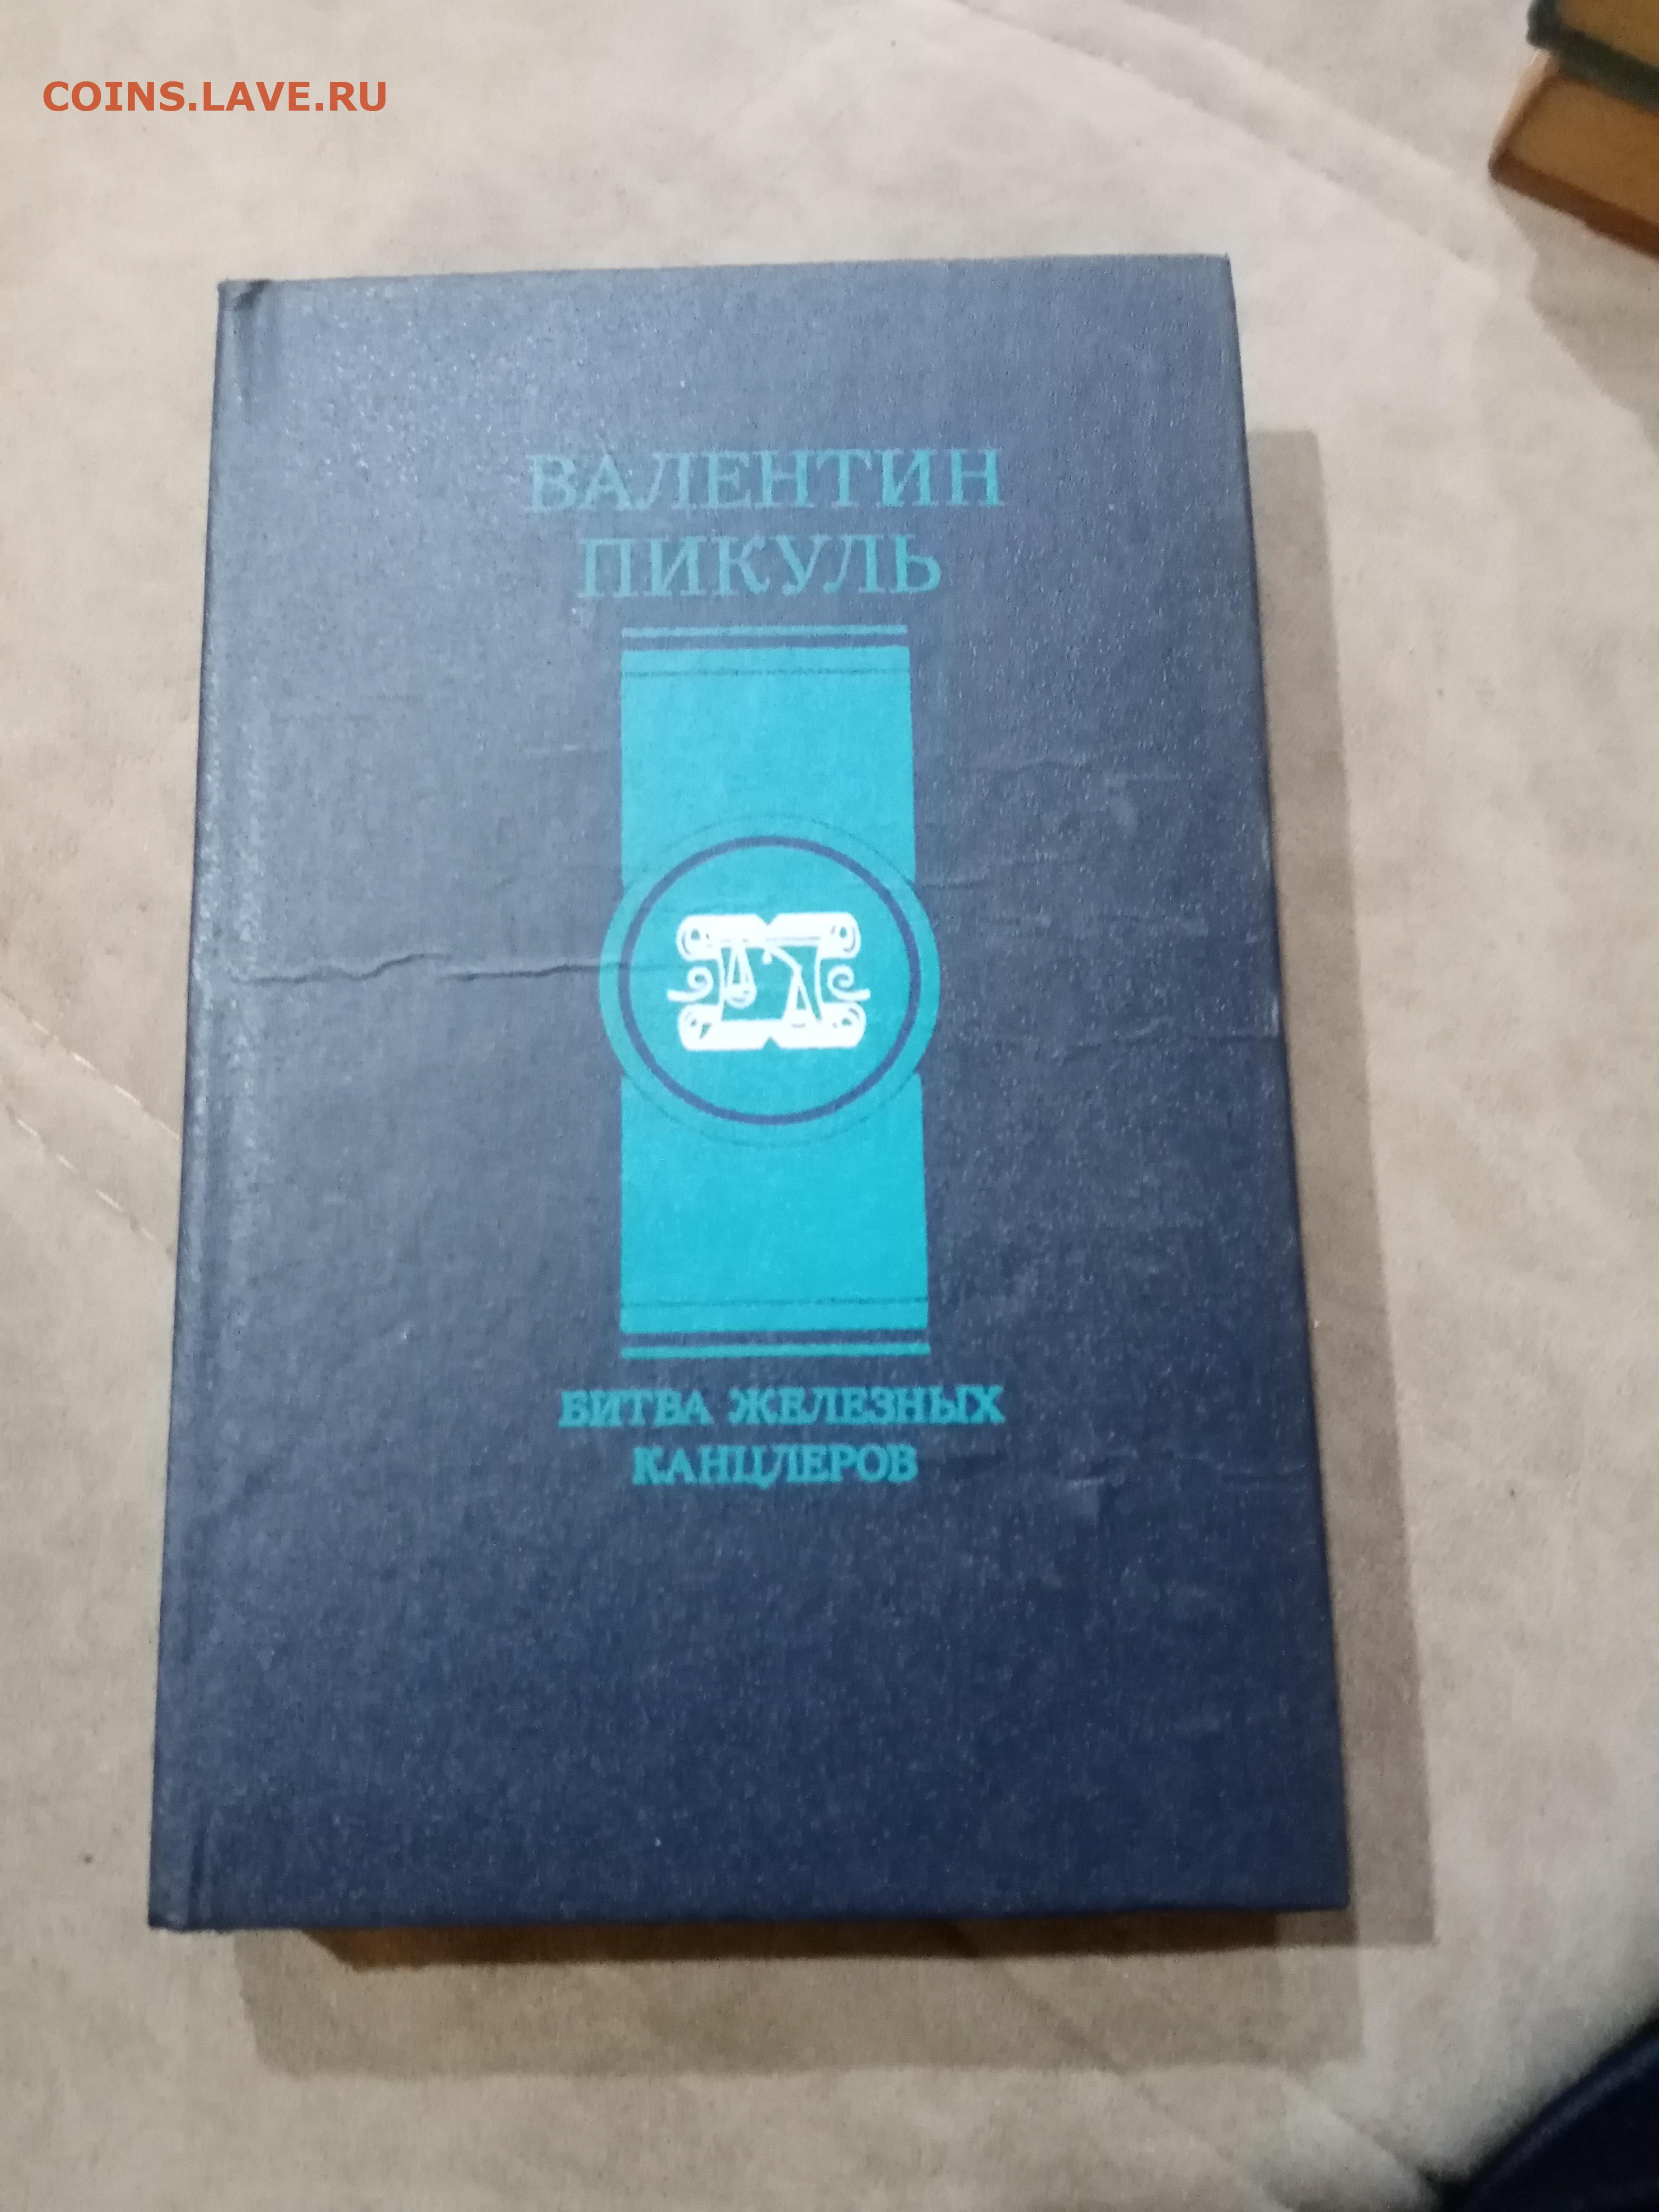 COINS.LAVE.RU
ВАЛЕНТИН
ПИКУЛЬ
БИТВА ЖЕЛЕЗНЫХ
КАНЦЛЕРОВ